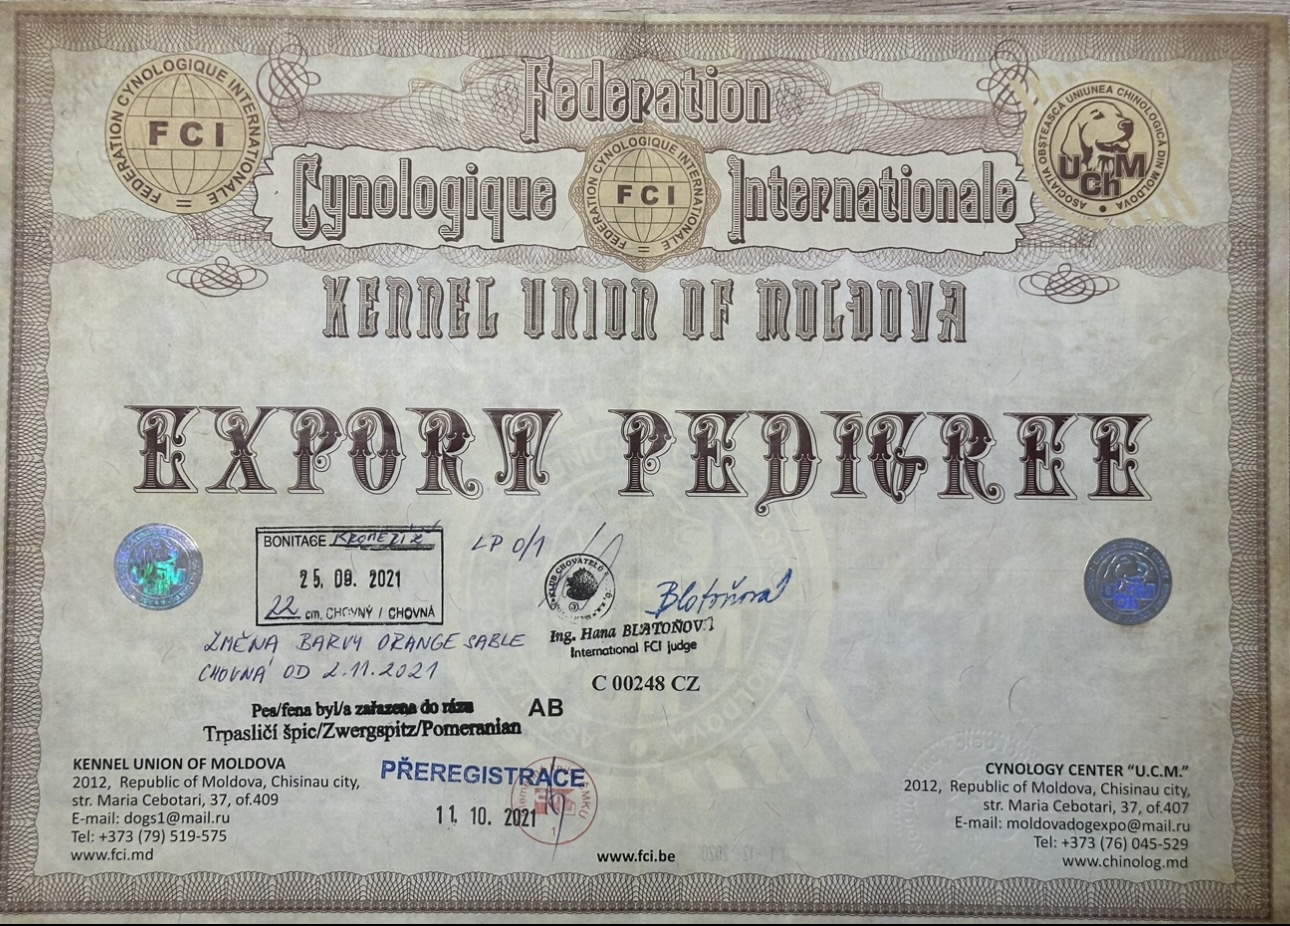 Federation
FEDERATION CYNOLOGIQUE INTERNATIONALE
FCI
ASOCIAȚIA OBȘTEASCĂ UNIUNEA CHINOLOGICĂ DIN MOLDOVA
UChM
Cynologique
FEDERATION CYNOLOGIQUE INTERNATIONALE
FCI
Internationale
KENNEL UNION OF MOLDOVA
EXPORT PEDIGREE
BONITACE KROMĚŘÍŽ
25. 09. 2021
22 cm, CHOVNÝ / CHOVNÁ
LP 0/1
KLUB CHOVATELŮ
Blatoňová
Ing. Hana BLATOŇOVÁ
International FCI judge
C 00248 CZ
ZMĚNA BARVY ORANGE SABLE
CHOVNÁ OD 2.11.2021
Pes/fena byl/a zařazena do rázu
AB
Trpasličí špic/Zwergspitz/Pomeranian
KENNEL UNION OF MOLDOVA
2012, Republic of Moldova, Chisinau city,
str. Maria Cebotari, 37, of.409
E-mail: dogs1@mail.ru
Tel: +373 (79) 519-575
www.fci.md
PŘEREGISTRACE
11. 10. 2021
www.fci.be
CYNOLOGY CENTER "U.C.M."
2012, Republic of Moldova, Chisinau city,
str. Maria Cebotari, 37, of.407
E-mail: moldovadogexpo@mail.ru
Tel: +373 (76) 045-529
www.chinolog.md